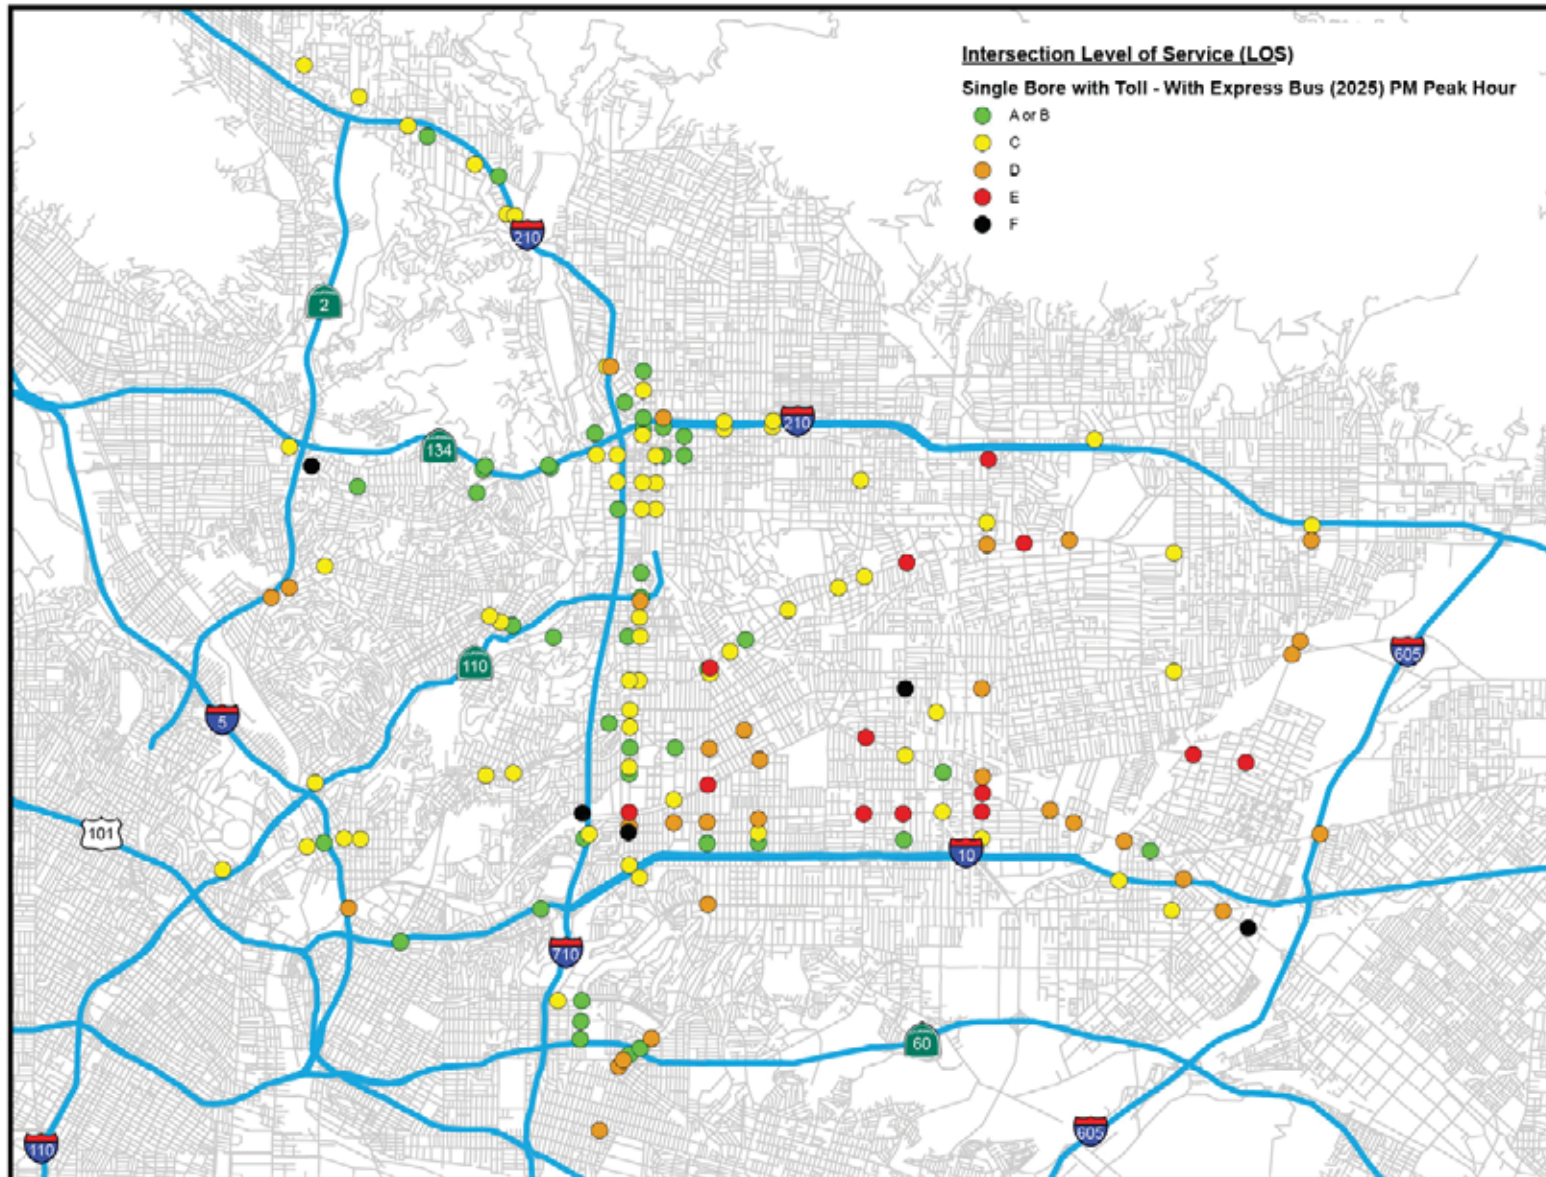 Intersection Level of Service (LOS)
Single Bore with Toll - With Express Bus (2025) PM Peak Hour
A or B
C
D
E
F
210
2
210
134
605
110
5
101
10
710
60
605
110